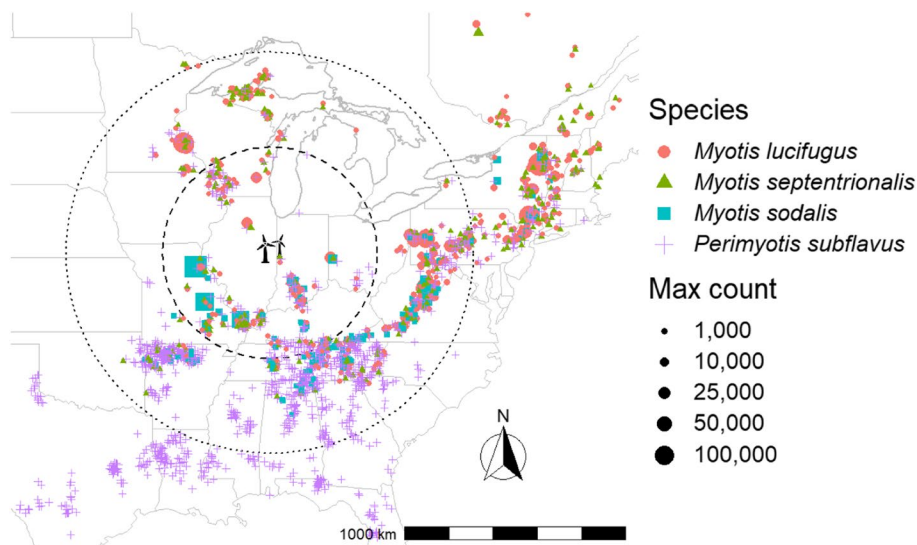 Species
Myotis lucifugus
Myotis septentrionalis
Myotis sodalis
Perimyotis subflavus
Max count
1,000
10,000
25,000
50,000
100,000
N
1000 km